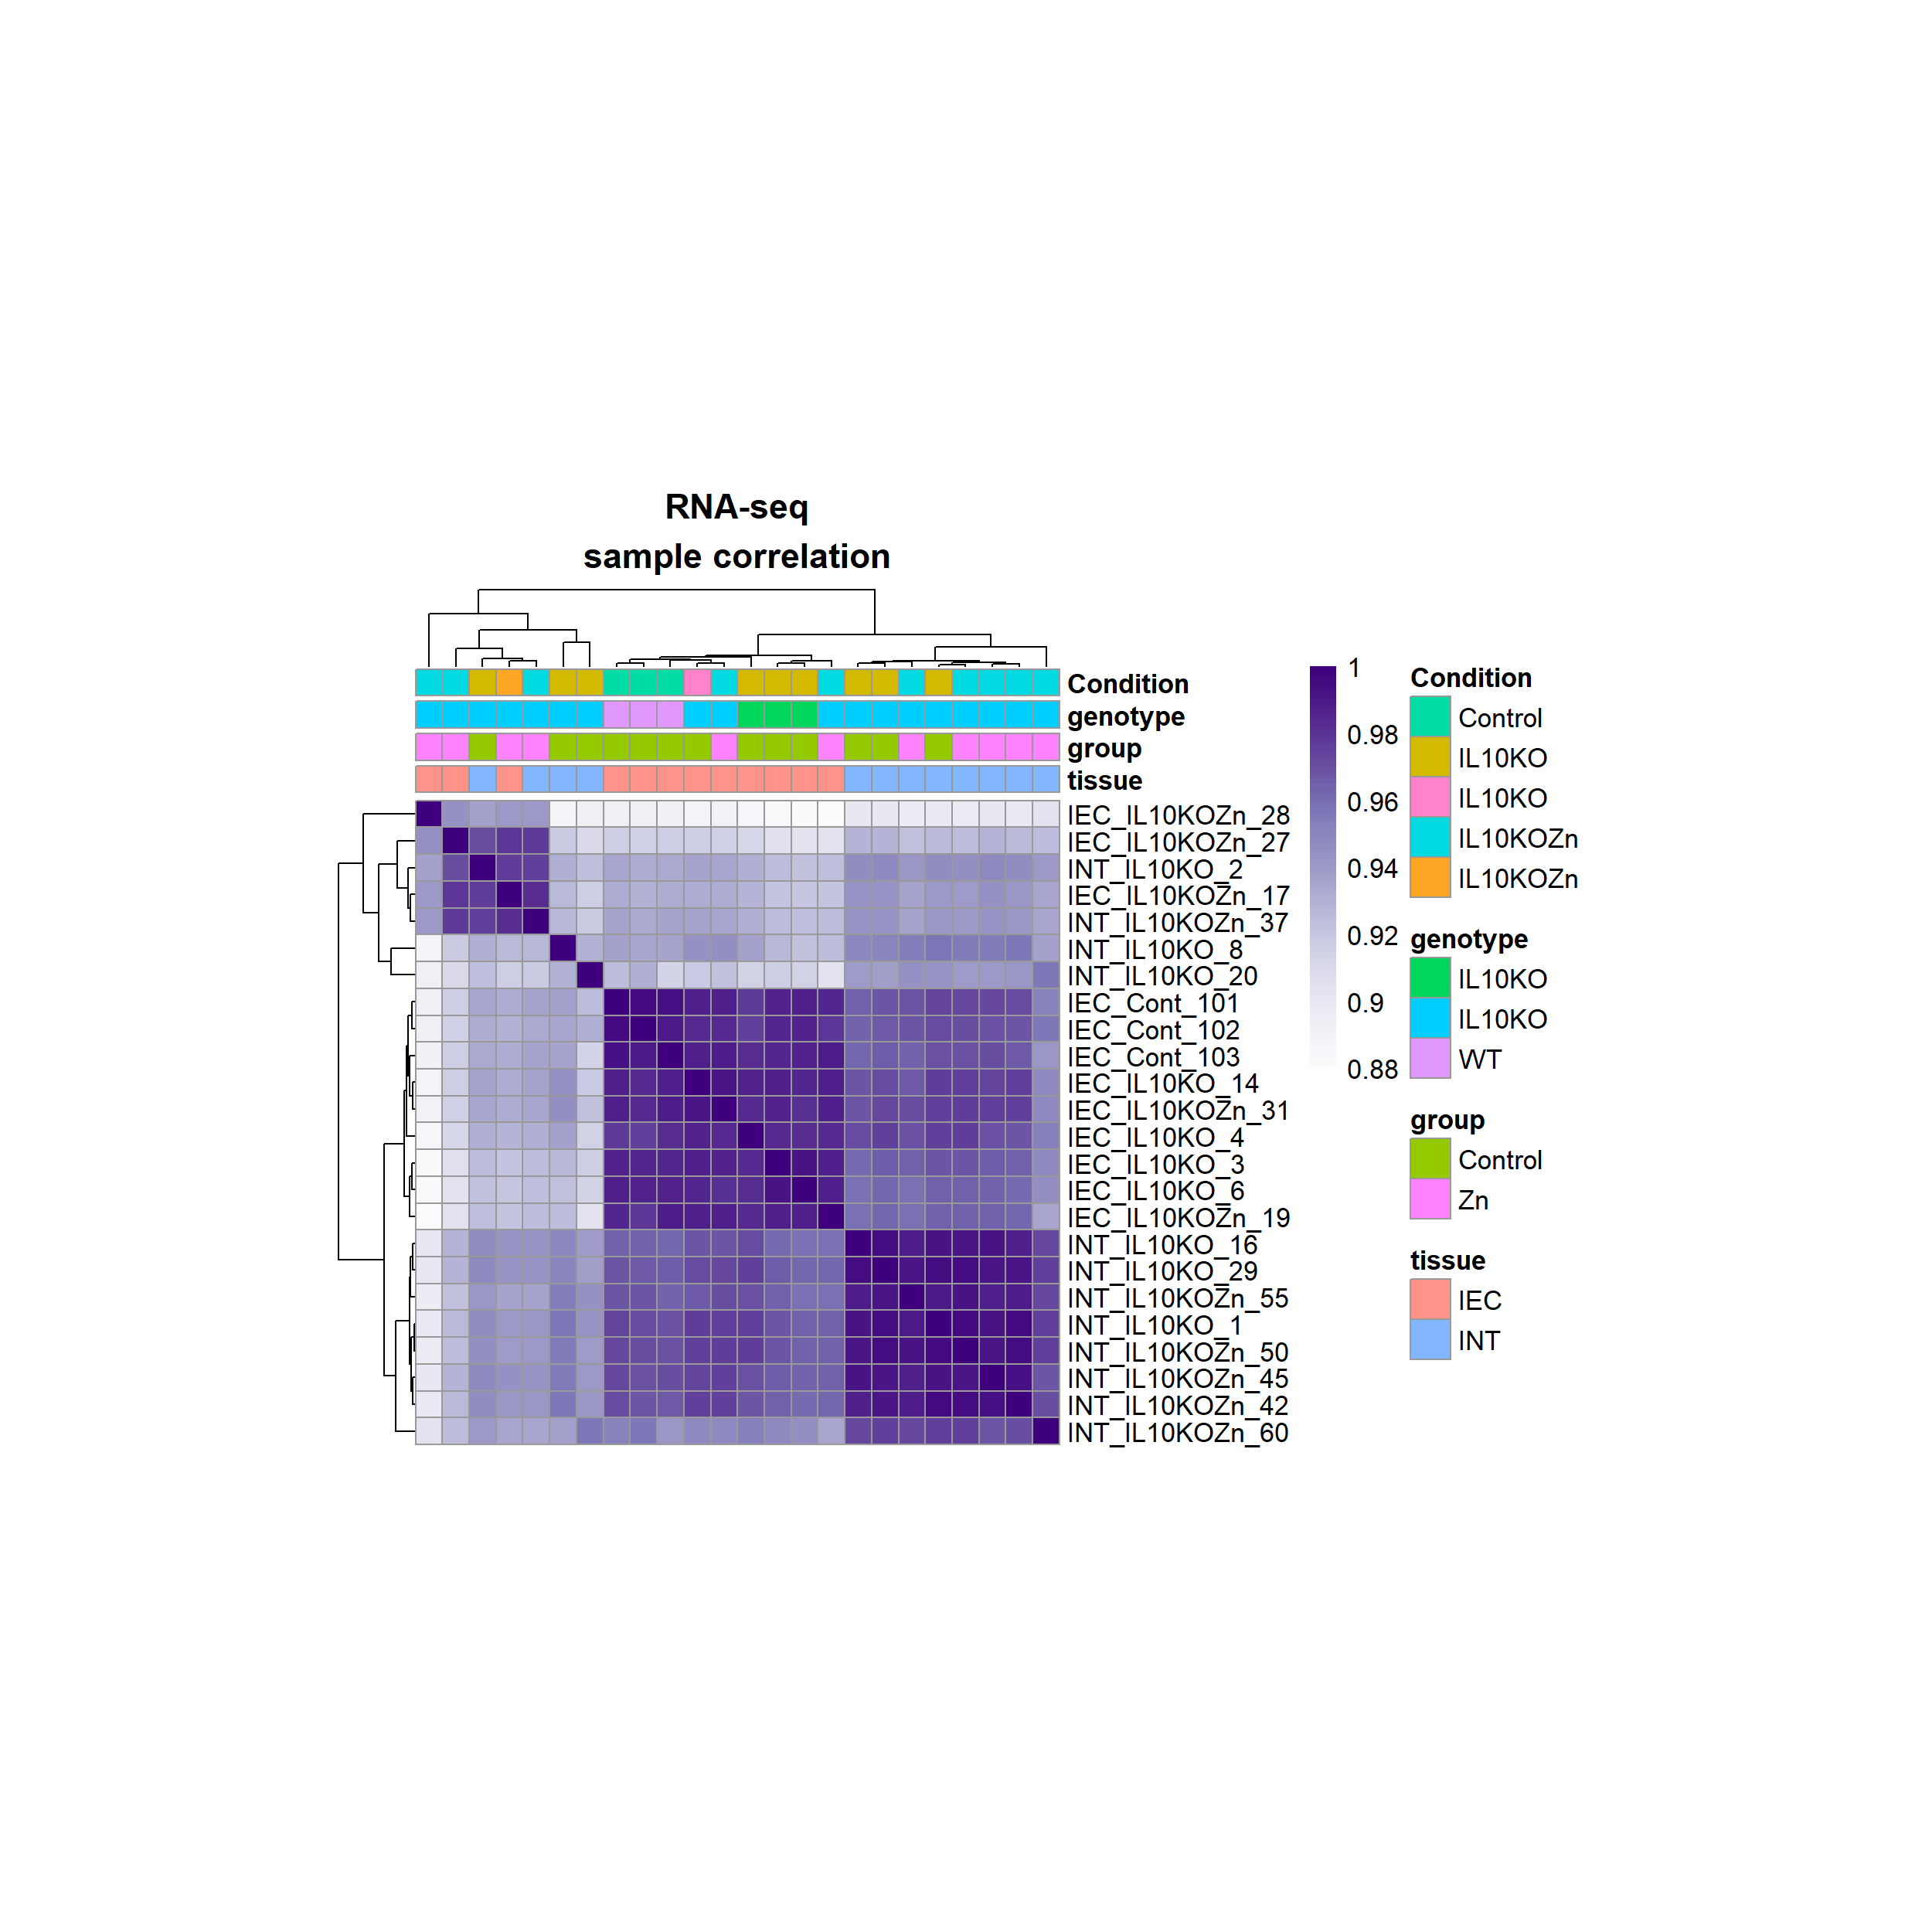 RNA-seq
sample correlation
Condition
genotype
group
tissue
IEC_IL10KOZn_28
IEC_IL10KOZn_27
INT_IL10KO_2
IEC_IL10KOZn_17
INT_IL10KOZn_37
INT_IL10KO_8
INT_IL10KO_20
IEC_Cont_101
IEC_Cont_102
IEC_Cont_103
IEC_IL10KO_14
IEC_IL10KOZn_31
IEC_IL10KO_4
IEC_IL10KO_3
IEC_IL10KO_6
IEC_IL10KOZn_19
INT_IL10KO_16
INT_IL10KO_29
INT_IL10KOZn_55
INT_IL10KO_1
INT_IL10KOZn_50
INT_IL10KOZn_45
INT_IL10KOZn_42
INT_IL10KOZn_60
1
0.98
0.96
0.94
0.92
0.9
0.88
Condition
Control
IL10KO
IL10KO
IL10KOZn
IL10KOZn
genotype
IL10KO
IL10KO
WT
group
Control
Zn
tissue
IEC
INT